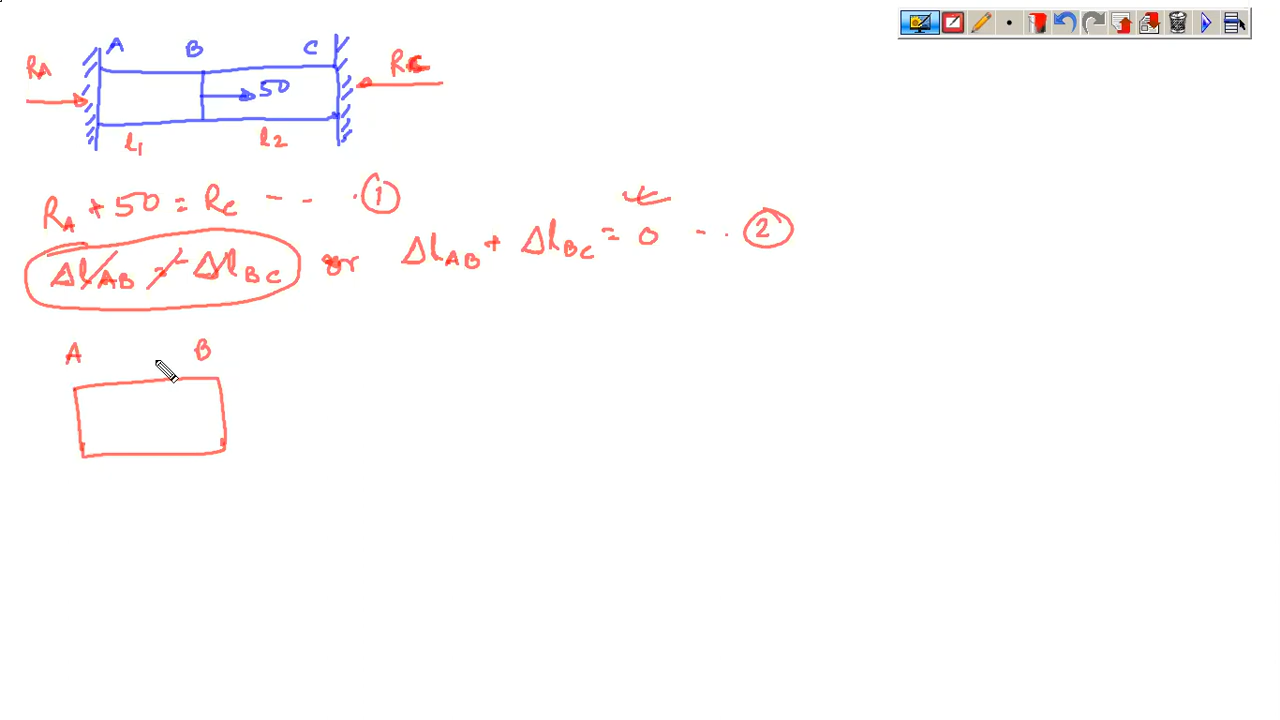 A B C
RA 50 RC
l1 l2
RA + 50 = RC -- . ①
ΔlAB = -ΔlBC or ΔlAB + ΔlBC = 0 -- . ②
A B